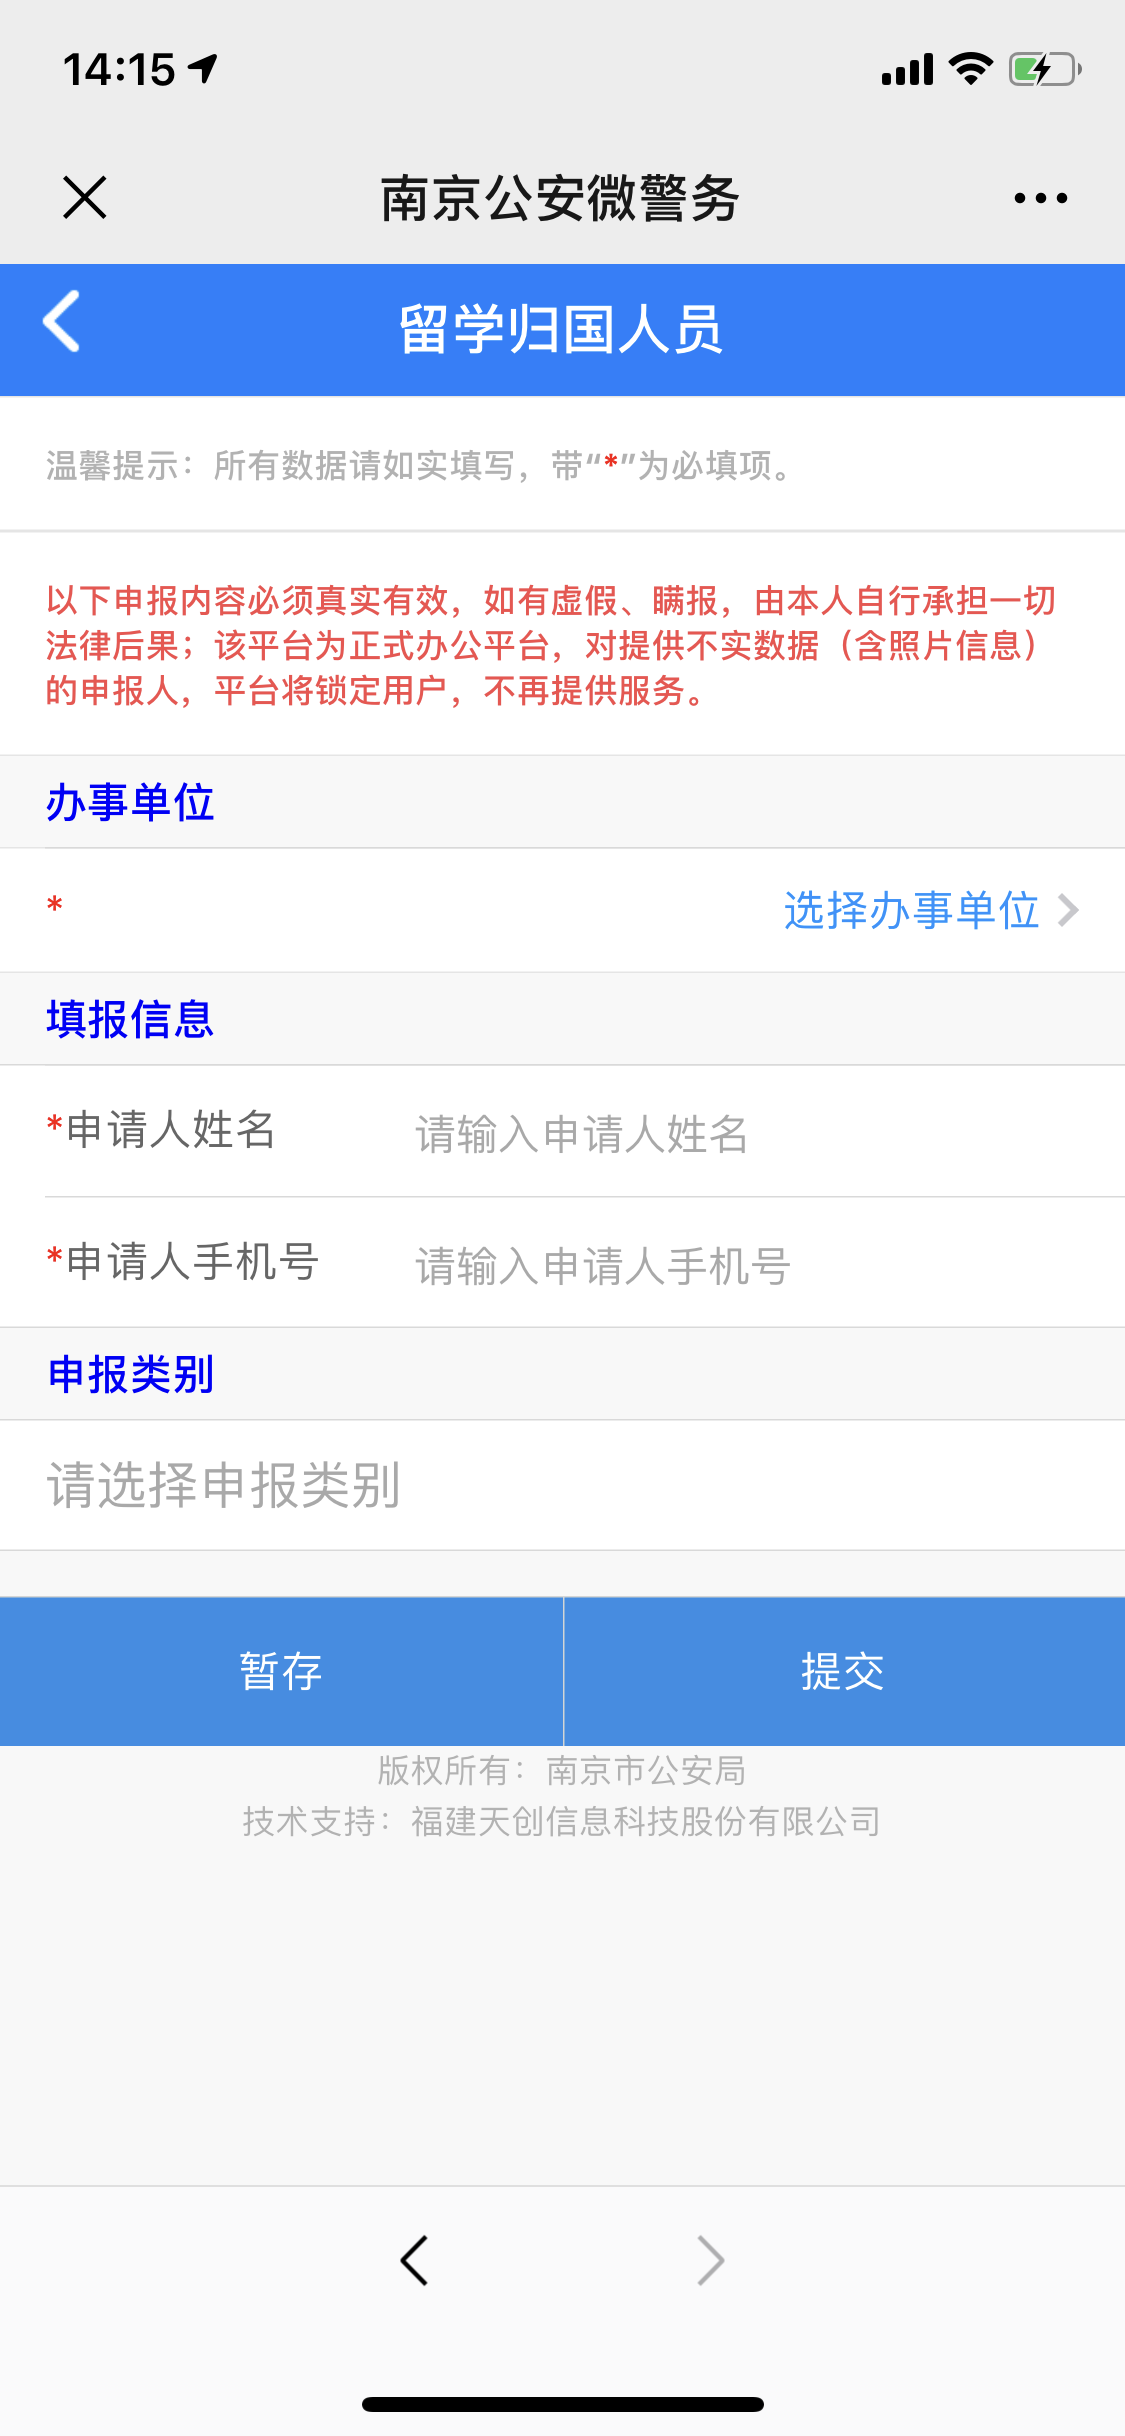 14:15
南京公安微警务
留学归国人员
温馨提示：所有数据请如实填写，带“*”为必填项。
以下申报内容必须真实有效，如有虚假、瞒报，由本人自行承担一切
法律后果；该平台为正式办公平台，对提供不实数据（含照片信息）
的申报人，平台将锁定用户，不再提供服务。
办事单位
* 选择办事单位
填报信息
*申请人姓名 请输入申请人姓名
*申请人手机号 请输入申请人手机号
申报类别
请选择申报类别
暂存 提交
版权所有：南京市公安局
技术支持：福建天创信息科技股份有限公司